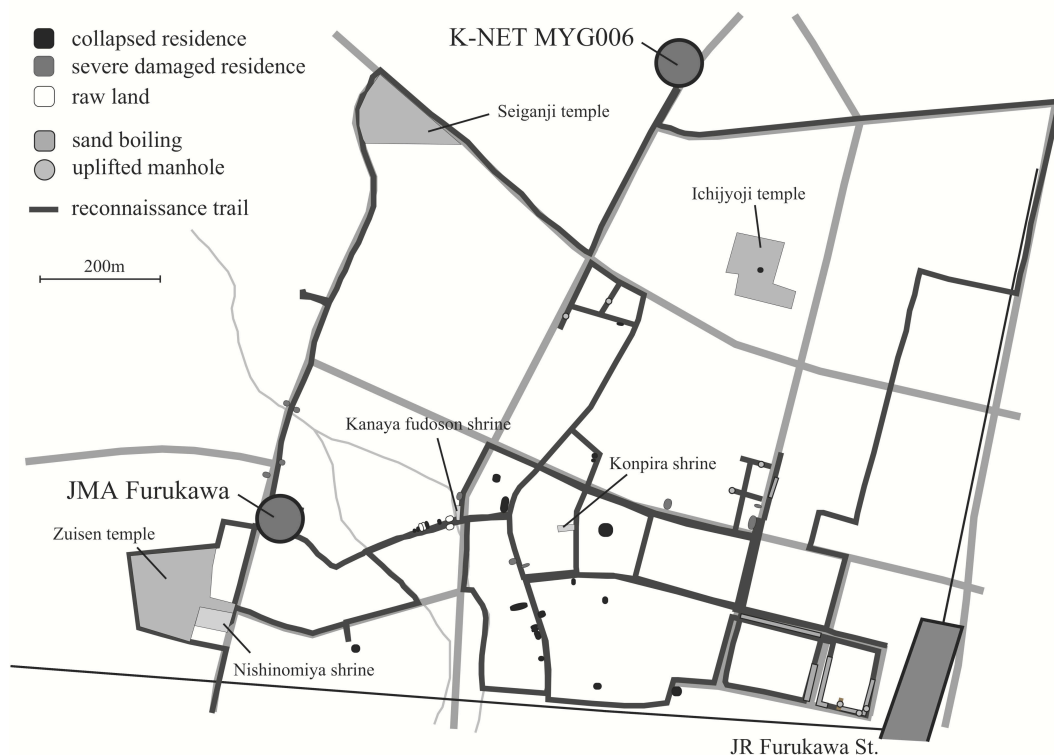 K-NET MYG006
collapsed residence
severe damaged residence
raw land
sand boiling
uplifted manhole
reconnaissance trail
200m
Seiganji temple
Ichijyoji temple
Kanaya fudoson shrine
Konpira shrine
JMA Furukawa
Zuisen temple
Nishinomiya shrine
JR Furukawa St.